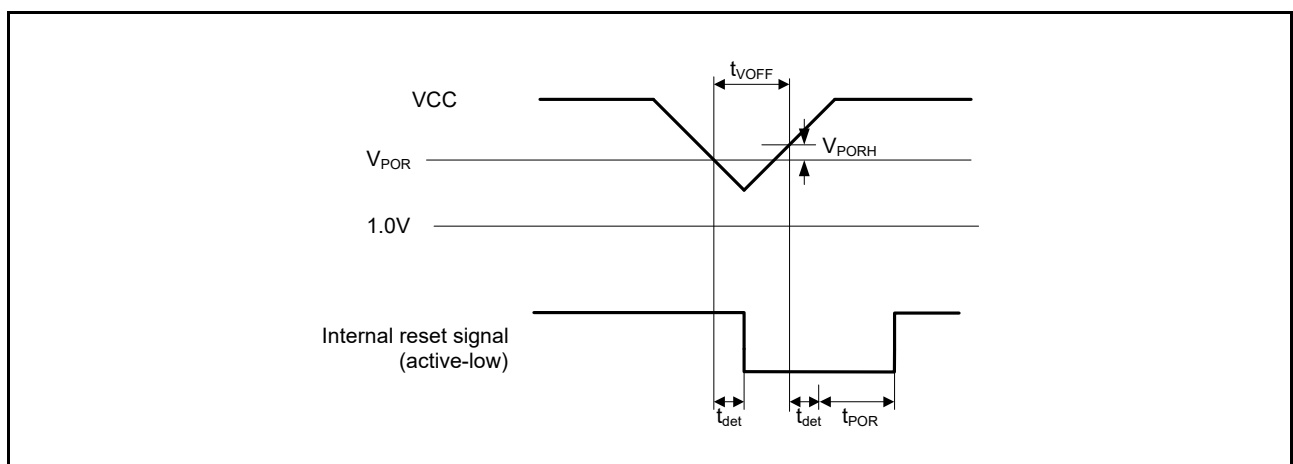 tVOFF
VCC
VPORH
VPOR
1.0V
Internal reset signal
(active-low)
tdet
tdet
tPOR